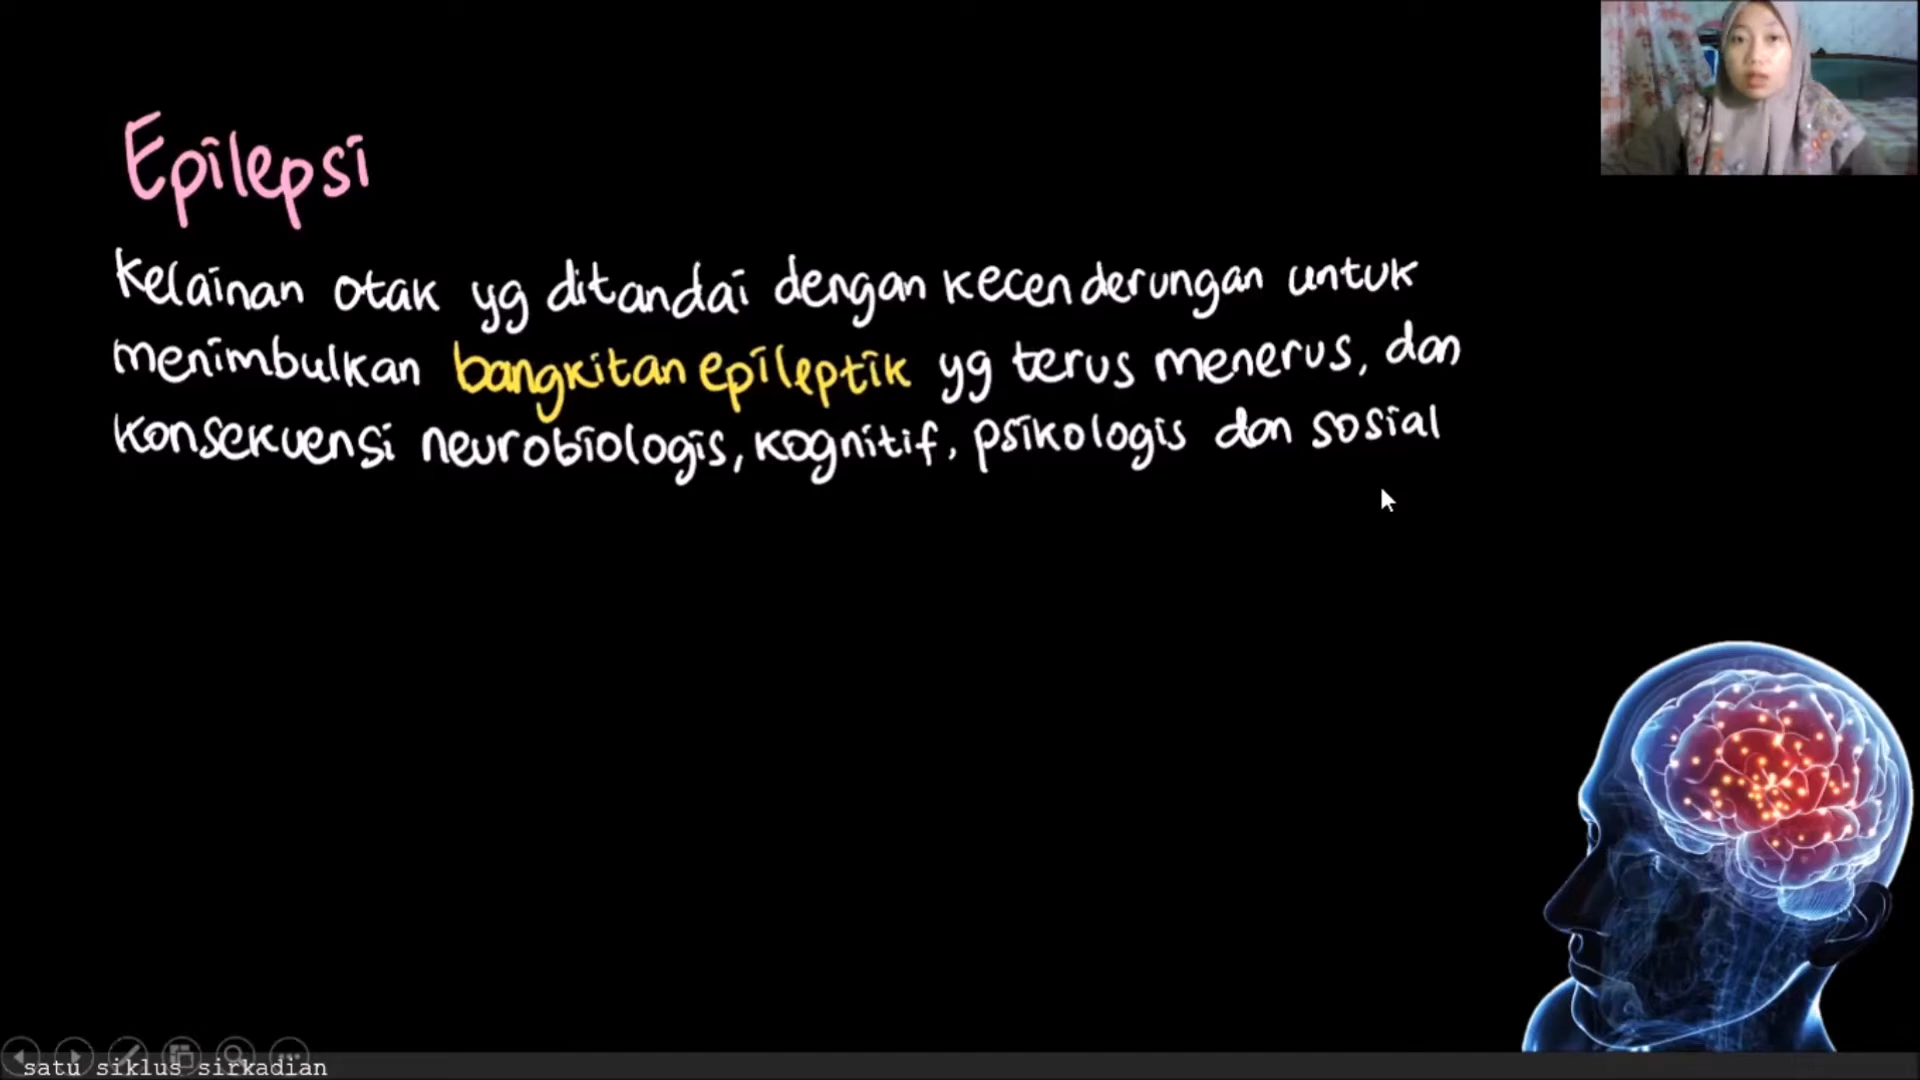 Epilepsi
Kelainan otak yg ditandai dengan kecenderungan untuk
menimbulkan bangkitan epileptik yg terus menerus, dan
konsekuensi neurobiologis, kognitif, psikologis dan sosial
satu siklus sirkadian